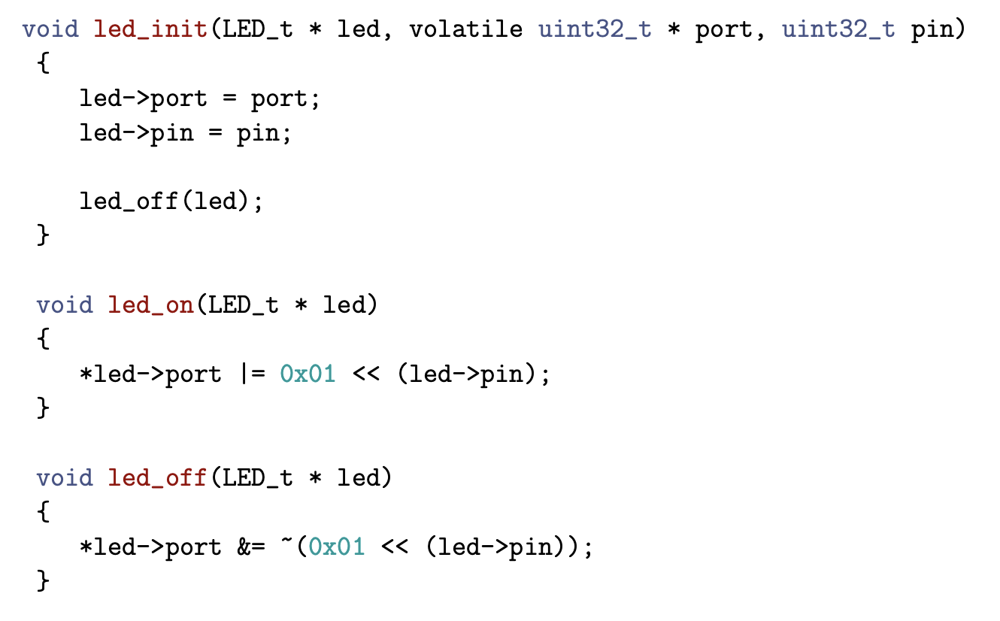 void led_init(LED_t * led, volatile uint32_t * port, uint32_t pin)
{
led->port = port;
led->pin = pin;
led_off(led);
}
void led_on(LED_t * led)
{
*led->port |= 0x01 << (led->pin);
}
void led_off(LED_t * led)
{
*led->port &= ~(0x01 << (led->pin));
}